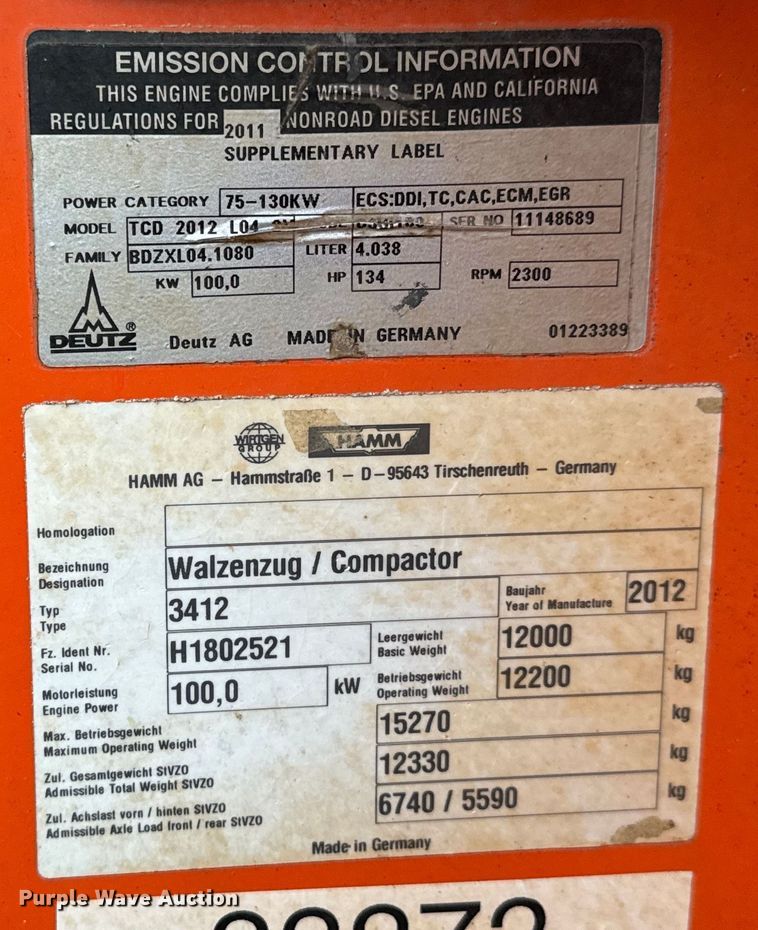 EMISSION CONTROL INFORMATION
THIS ENGINE COMPLIES WITH U.S. EPA AND CALIFORNIA
REGULATIONS FOR 2011 NONROAD DIESEL ENGINES
SUPPLEMENTARY LABEL
POWER CATEGORY 75-130KW ECS:DDI,TC,CAC,ECM,EGR
MODEL TCD 2012 L04 SER NO 11148689
FAMILY BDZXL04.1080 LITER 4.038
KW 100,0 HP 134 RPM 2300
DEUTZ ® Deutz AG MADE IN GERMANY 01223389
WIRTGEN GROUP HAMM
HAMM AG – Hammstraße 1 – D-95643 Tirschenreuth – Germany
Homologation
Bezeichnung
Designation Walzenzug / Compactor
Typ
Type 3412 Baujahr
Year of Manufacture 2012
Fz. Ident Nr.
Serial No. H1802521 Leergewicht
Basic Weight 12000 kg
Motorleistung
Engine Power 100,0 kW Betriebsgewicht
Operating Weight 12200 kg
Max. Betriebsgewicht
Maximum Operating Weight 15270 kg
Zul. Gesamtgewicht StVZO
Admissible Total Weight StVZO 12330 kg
Zul. Achslast vorn / hinten StVZO
Admissible Axle Load front / rear StVZO 6740 / 5590 kg
Made in Germany
Purple Wave Auction